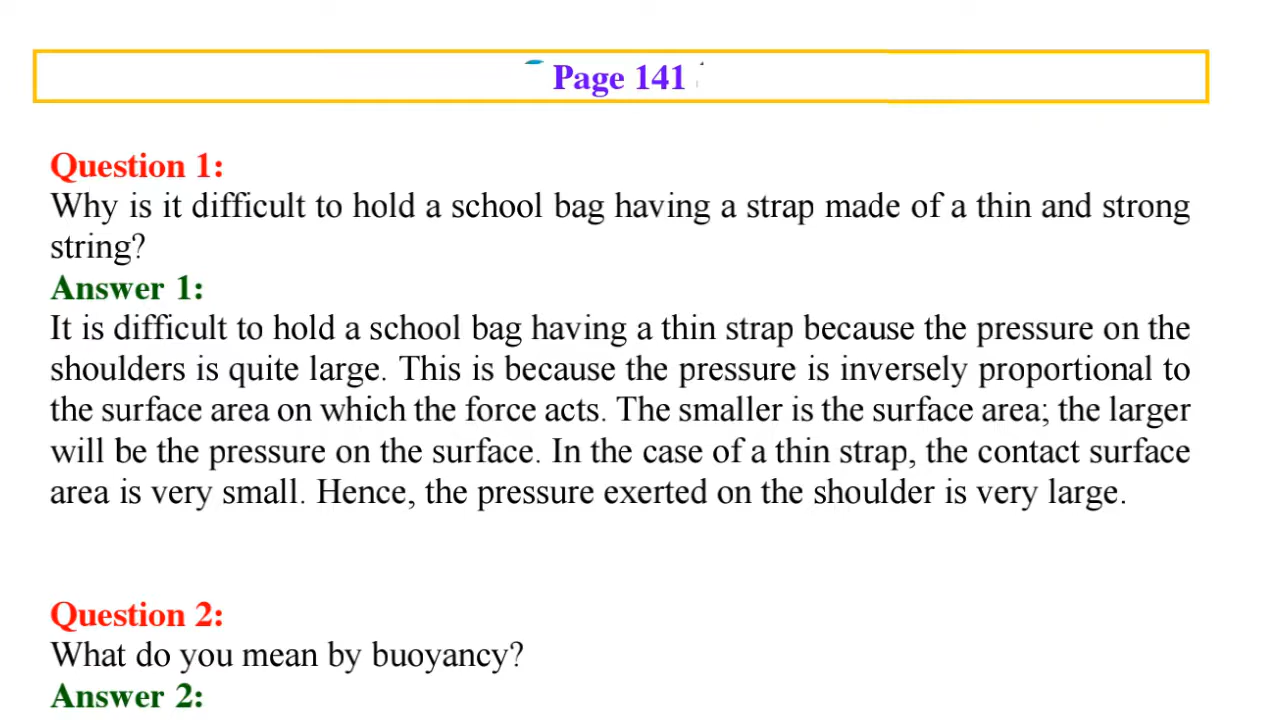 Page 141
Question 1:
Why is it difficult to hold a school bag having a strap made of a thin and strong
string?
Answer 1:
It is difficult to hold a school bag having a thin strap because the pressure on the
shoulders is quite large. This is because the pressure is inversely proportional to
the surface area on which the force acts. The smaller is the surface area; the larger
will be the pressure on the surface. In the case of a thin strap, the contact surface
area is very small. Hence, the pressure exerted on the shoulder is very large.
Question 2:
What do you mean by buoyancy?
Answer 2: